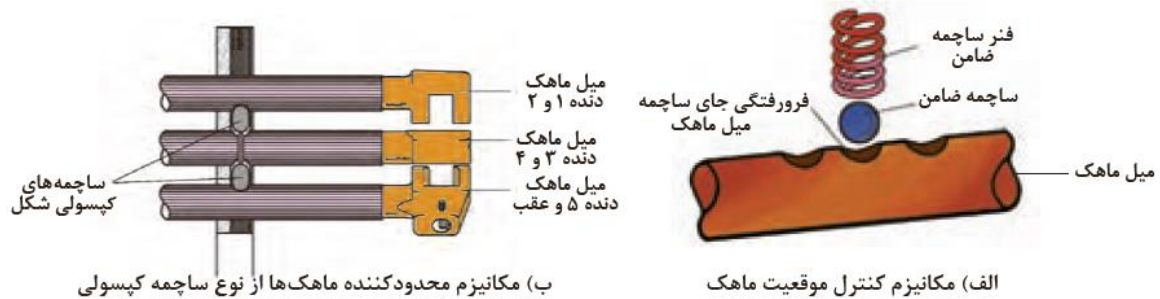 فنر ساچمه
ضامن
ساچمه ضامن
فرورفتگی جای ساچمه
میل ماهک
میل ماهک
الف) مکانیزم کنترل موقعیت ماهک
میل ماهک
دنده ۱ و ۲
میل ماهک
دنده ۳ و ۴
میل ماهک
دنده ۵ و عقب
ساچمه‌های
کپسولی شکل
ب) مکانیزم محدودکننده ماهک‌ها از نوع ساچمه کپسولی